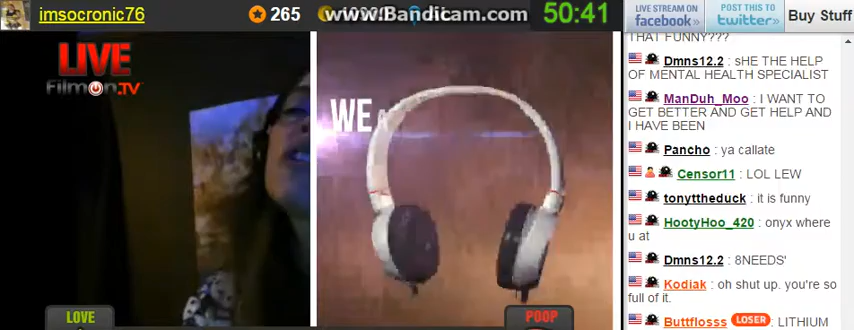 imsocronic76
265
www.Bandicam.com
50:41
LIVE STREAM ON
facebook
POST THIS TO
twitter
Buy Stuff
LIVE
FilmOn.TV
WE
LOVE
POOP
THAT FUNNY???
Dmns12.2 : sHE THE HELP
OF MENTAL HEALTH SPECIALIST
ManDuh_Moo : I WANT TO
GET BETTER AND GET HELP AND
I HAVE BEEN
Pancho : ya callate
Censor11 : LOL LEW
tonyttheduck : it is funny
HootyHoo_420 : onyx where
u at
Dmns12.2 : 8NEEDS'
Kodiak : oh shut up. you're so
full of it.
Buttflosss LOSER : LITHIUM